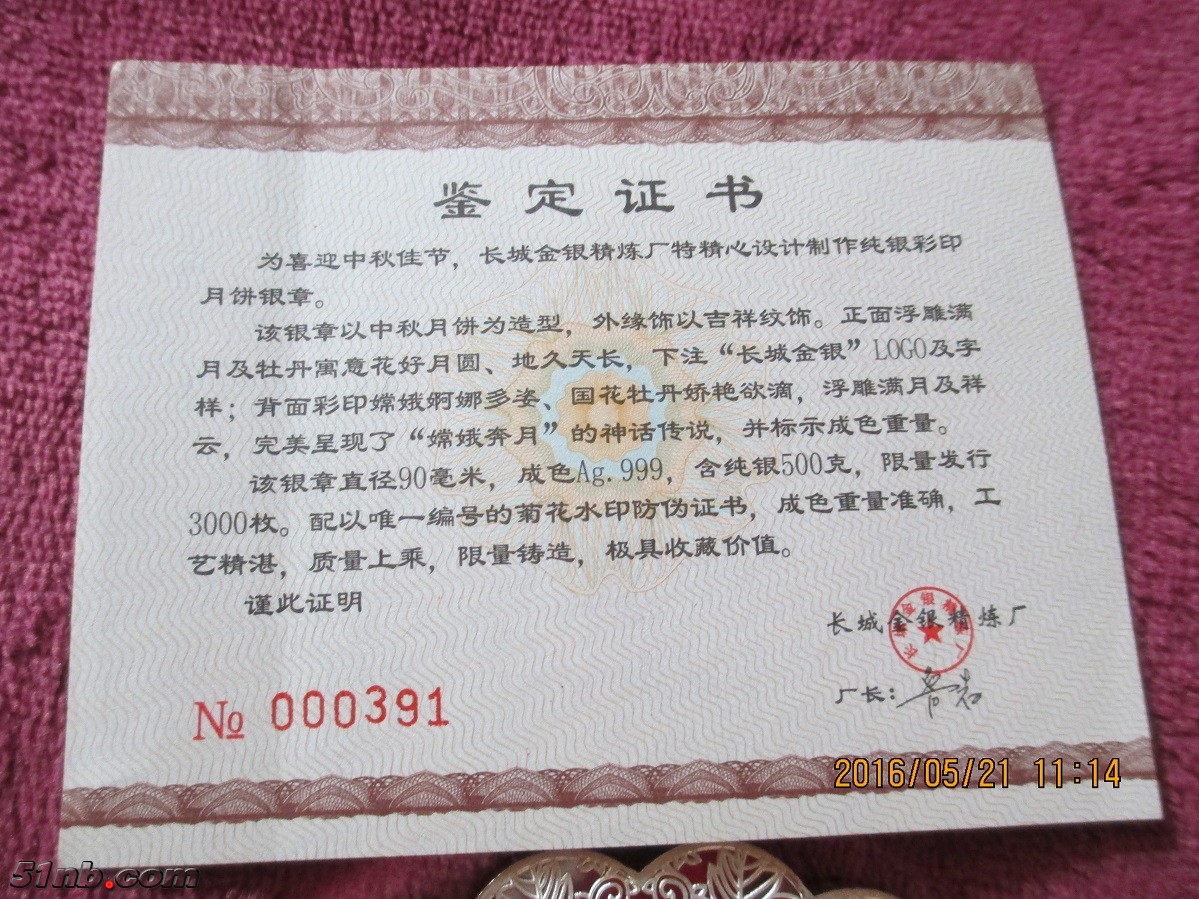 鉴定证书
为喜迎中秋佳节，长城金银精炼厂特精心设计制作纯银彩印
月饼银章。
该银章以中秋月饼为造型，外缘饰以吉祥纹饰。正面浮雕满
月及牡丹寓意花好月圆、地久天长，下注“长城金银”LOGO及字
样；背面彩印嫦娥婀娜多姿、国花牡丹娇艳欲滴，浮雕满月及祥
云，完美呈现了“嫦娥奔月”的神话传说，并标示成色重量。
该银章直径90毫米，成色Ag.999，含纯银500克，限量发行
3000枚。配以唯一编号的菊花水印防伪证书，成色重量准确，工
艺精湛，质量上乘，限量铸造，极具收藏价值。
谨此证明
长城金银精炼厂
长城金银精炼厂
厂长：
№ 000391
2016/05/21 11:14
51nb.com